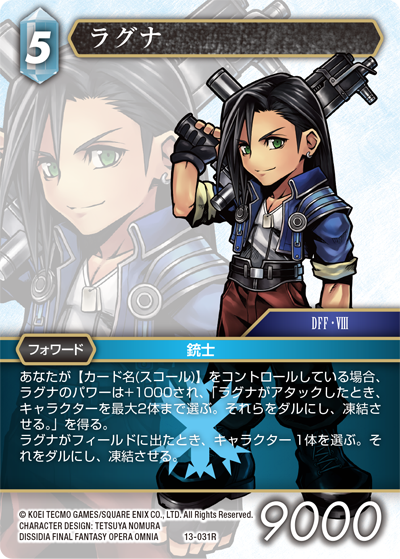 5
ラグナ
DFF・VIII
フォワード
銃士
あなたが【カード名(スコール)】をコントロールしている場合、
ラグナのパワーは+1000され、「ラグナがアタックしたとき、
キャラクターを最大2体まで選ぶ。それらをダルにし、凍結さ
せる。」を得る。
ラグナがフィールドに出たとき、キャラクター 1体を選ぶ。そ
れをダルにし、凍結させる。
© KOEI TECMO GAMES/SQUARE ENIX CO., LTD. All Rights Reserved.
CHARACTER DESIGN: TETSUYA NOMURA
DISSIDIA FINAL FANTASY OPERA OMNIA
13-031R
9000